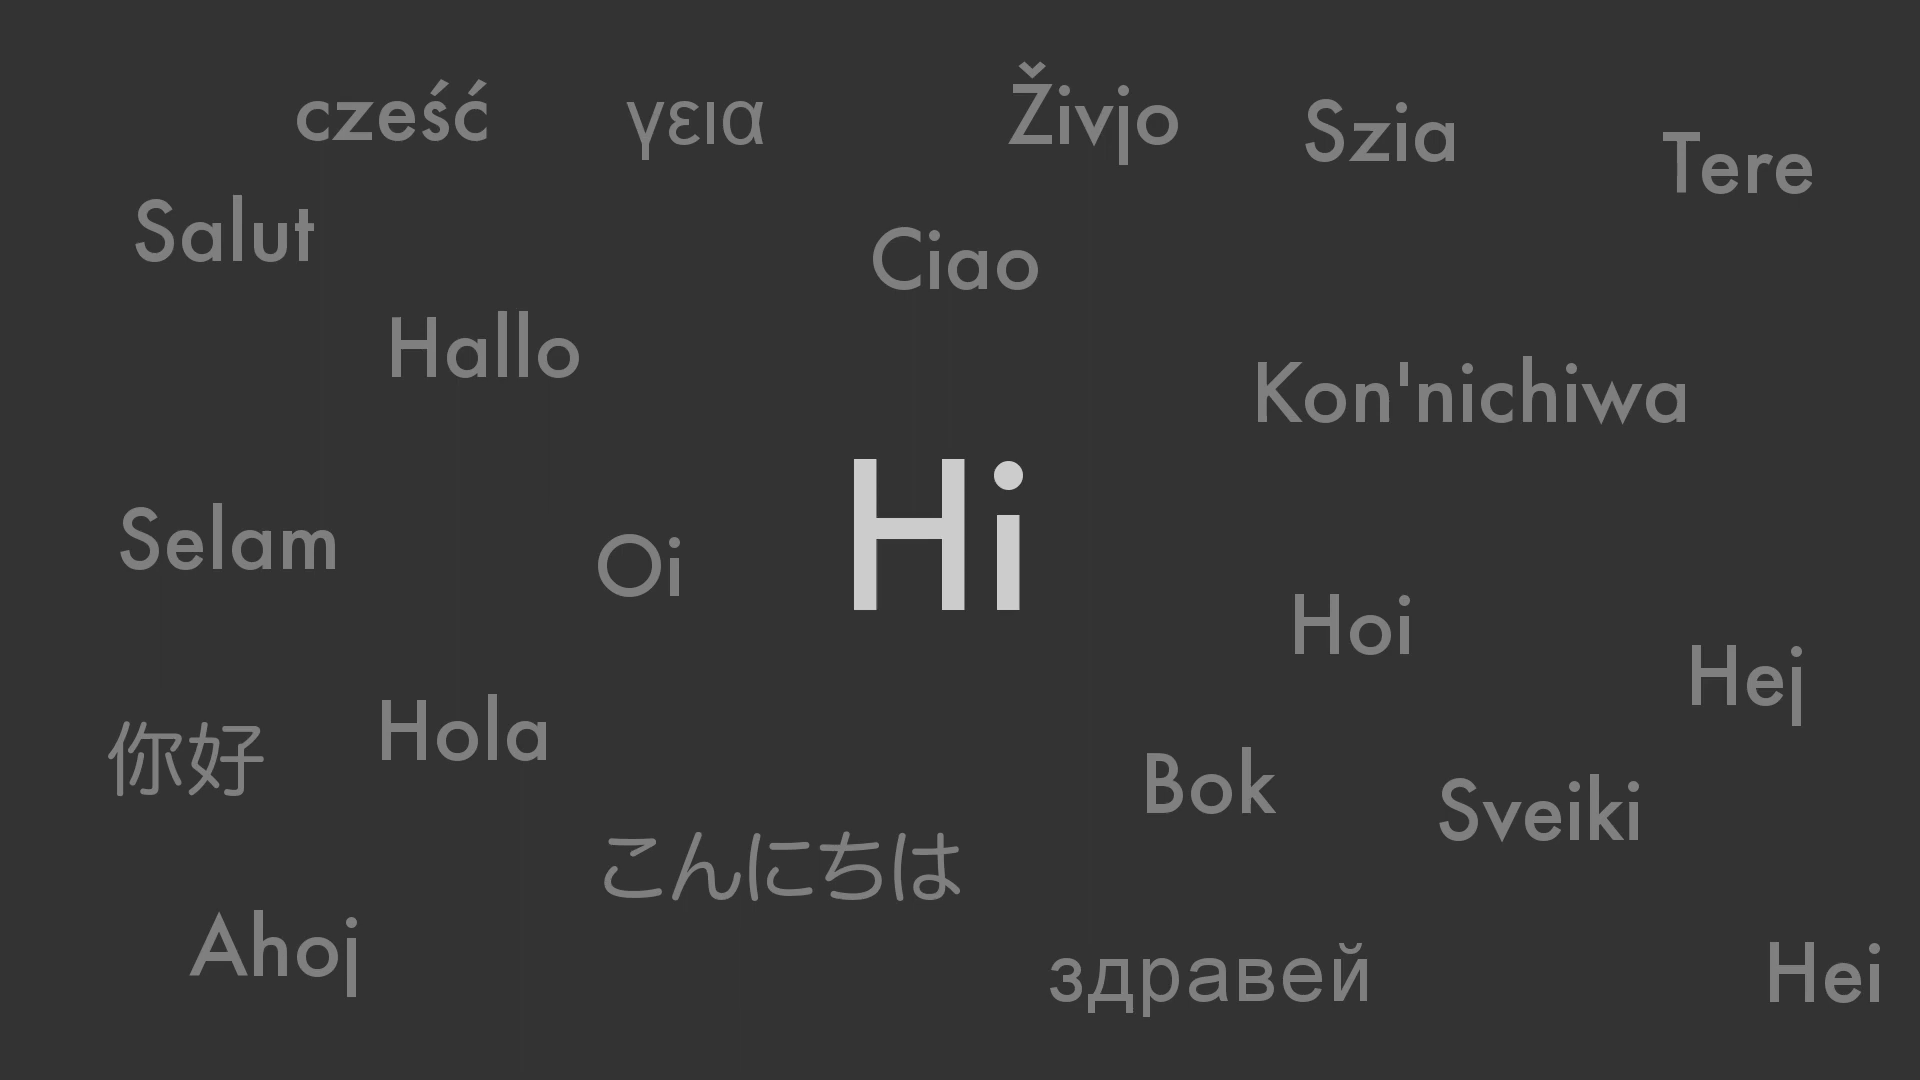 cześć
γεια
Živjo
Szia
Tere
Salut
Ciao
Hallo
Kon'nichiwa
Hi
Selam
Oi
Hoi
Hej
你好
Hola
Bok
Sveiki
こんにちは
Ahoj
здравей
Hei